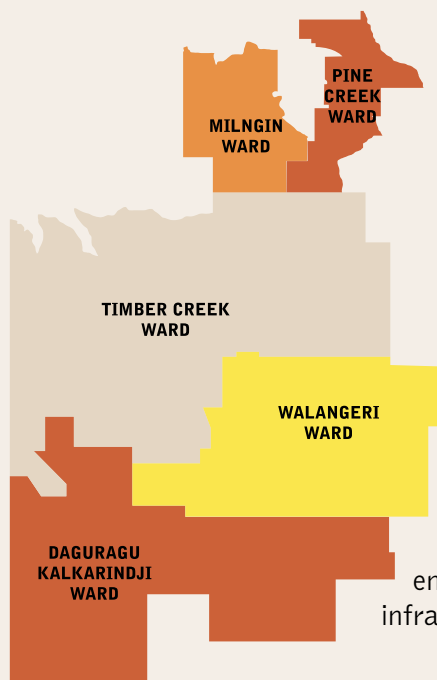 PINE
CREEK
WARD
MILNGIN
WARD
TIMBER CREEK
WARD
WALANGERI
WARD
DAGURAGU
KALKARINDJI
WARD
en
infra